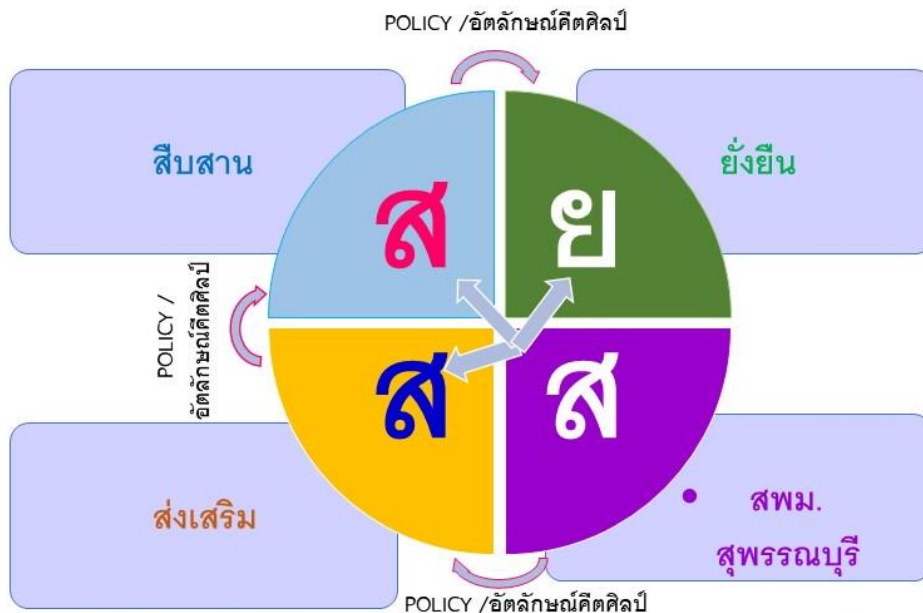 POLICY /อัตลักษณ์คีตศิลป์
สืบสาน
ส
ย
ยั่งยืน
POLICY /
อัตลักษณ์คีตศิลป์
ส่งเสริม
ส
ส
• สพม.
สุพรรณบุรี
POLICY /อัตลักษณ์คีตศิลป์